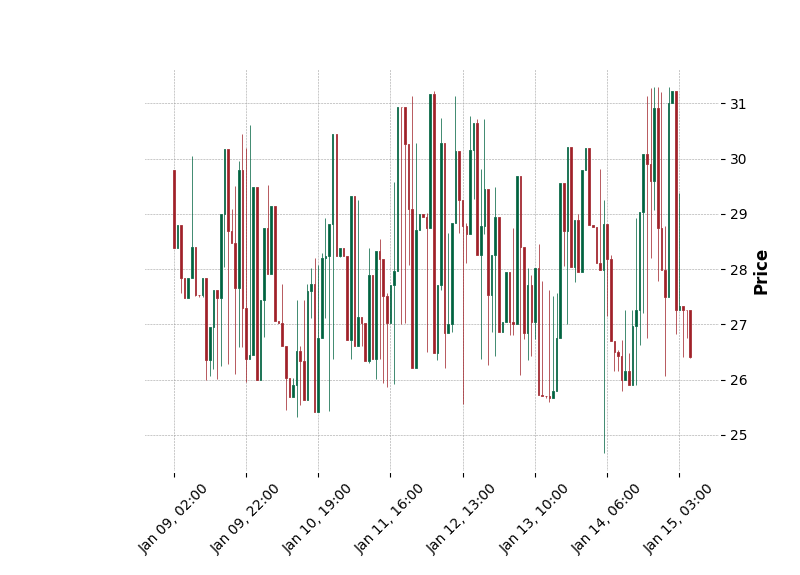 31
30
29
28
27
26
25
Price
Jan 09, 02:00
Jan 09, 22:00
Jan 10, 19:00
Jan 11, 16:00
Jan 12, 13:00
Jan 13, 10:00
Jan 14, 06:00
Jan 15, 03:00